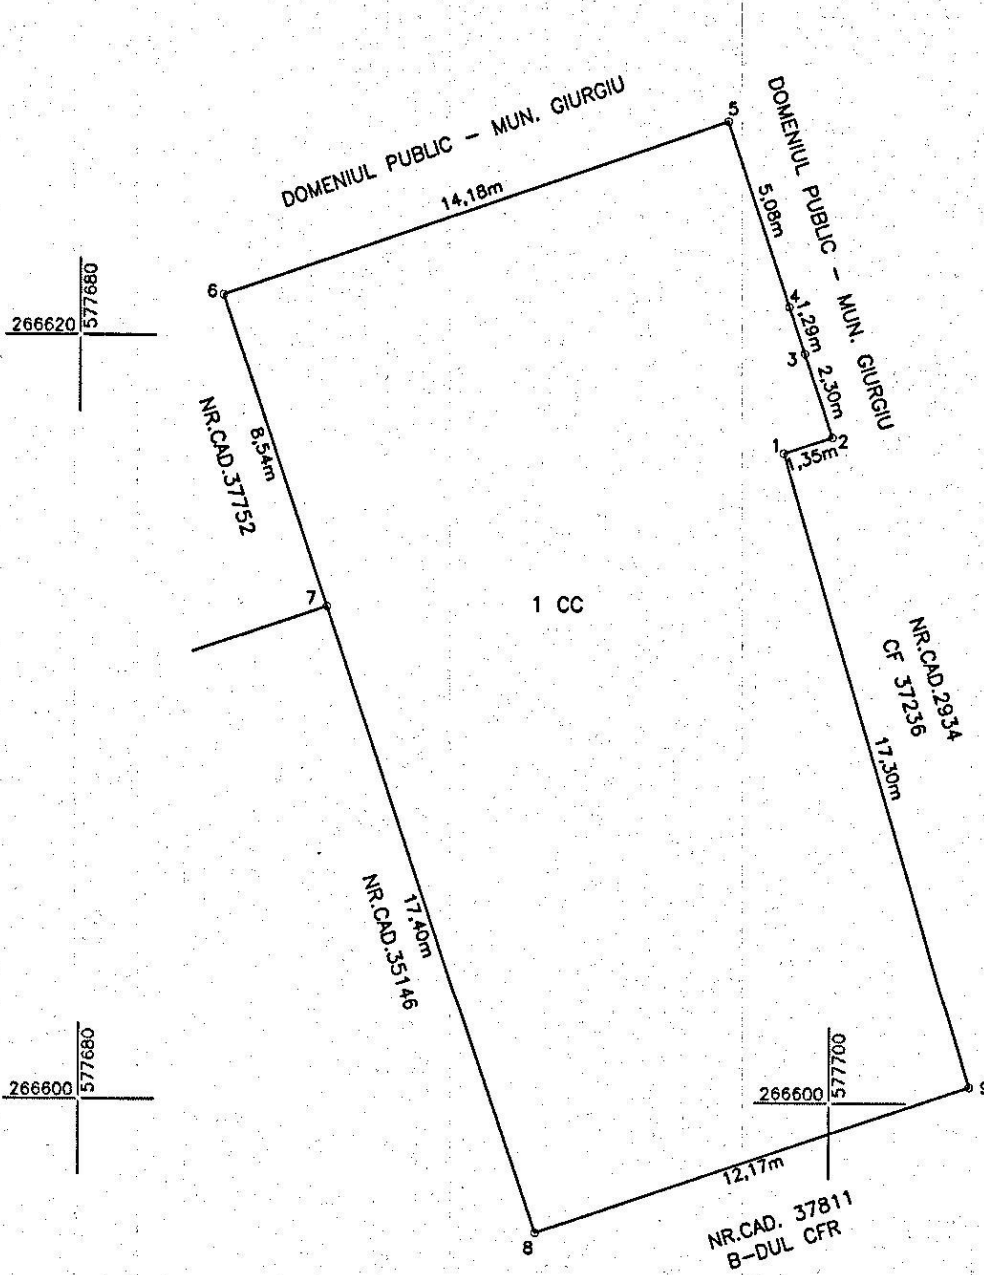 DOMENIUL PUBLIC - MUN. GIURGIU
5
DOMENIUL PUBLIC - MUN. GIURGIU
14,18m
5,08m
6
577680
266620
4
1,29m
3
2,30m
2
1
1,35m
NR.CAD.37752
8,54m
7
1 CC
NR.CAD.2934
CF 37236
17,30m
17,40m
NR.CAD.35146
577680
266600
577700
266600
9
12,17m
8
NR.CAD. 37811
B-DUL CFR